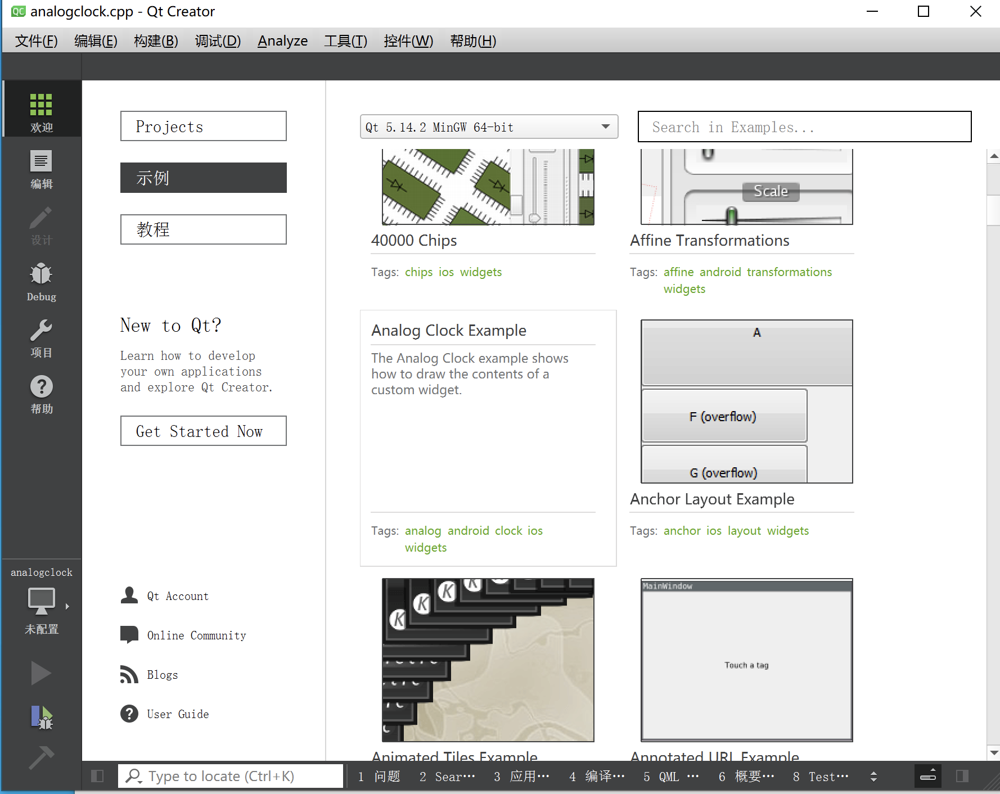 analogclock.cpp - Qt Creator
文件(F) 编辑(E) 构建(B) 调试(D) Analyze 工具(T) 控件(W) 帮助(H)
欢迎
编辑
设计
Debug
项目
帮助
analogclock
未配置
Projects
示例
教程
New to Qt?
Learn how to develop
your own applications
and explore Qt Creator.
Get Started Now
Qt Account
Online Community
Blogs
User Guide
Qt 5.14.2 MinGW 64-bit
Search in Examples...
Scale
40000 Chips
Tags: chips ios widgets
Affine Transformations
Tags: affine android transformations
widgets
Analog Clock Example
The Analog Clock example shows
how to draw the contents of a
custom widget.
Tags: analog android clock ios
widgets
A
F (overflow)
G (overflow)
Anchor Layout Example
Tags: anchor ios layout widgets
K K K K
Animated Tiles Example
MainWindow
Touch a tag
Annotated URL Example
Type to locate (Ctrl+K)
1 问题 2 Sear… 3 应用… 4 编译… 5 QML … 6 概要… 8 Test…